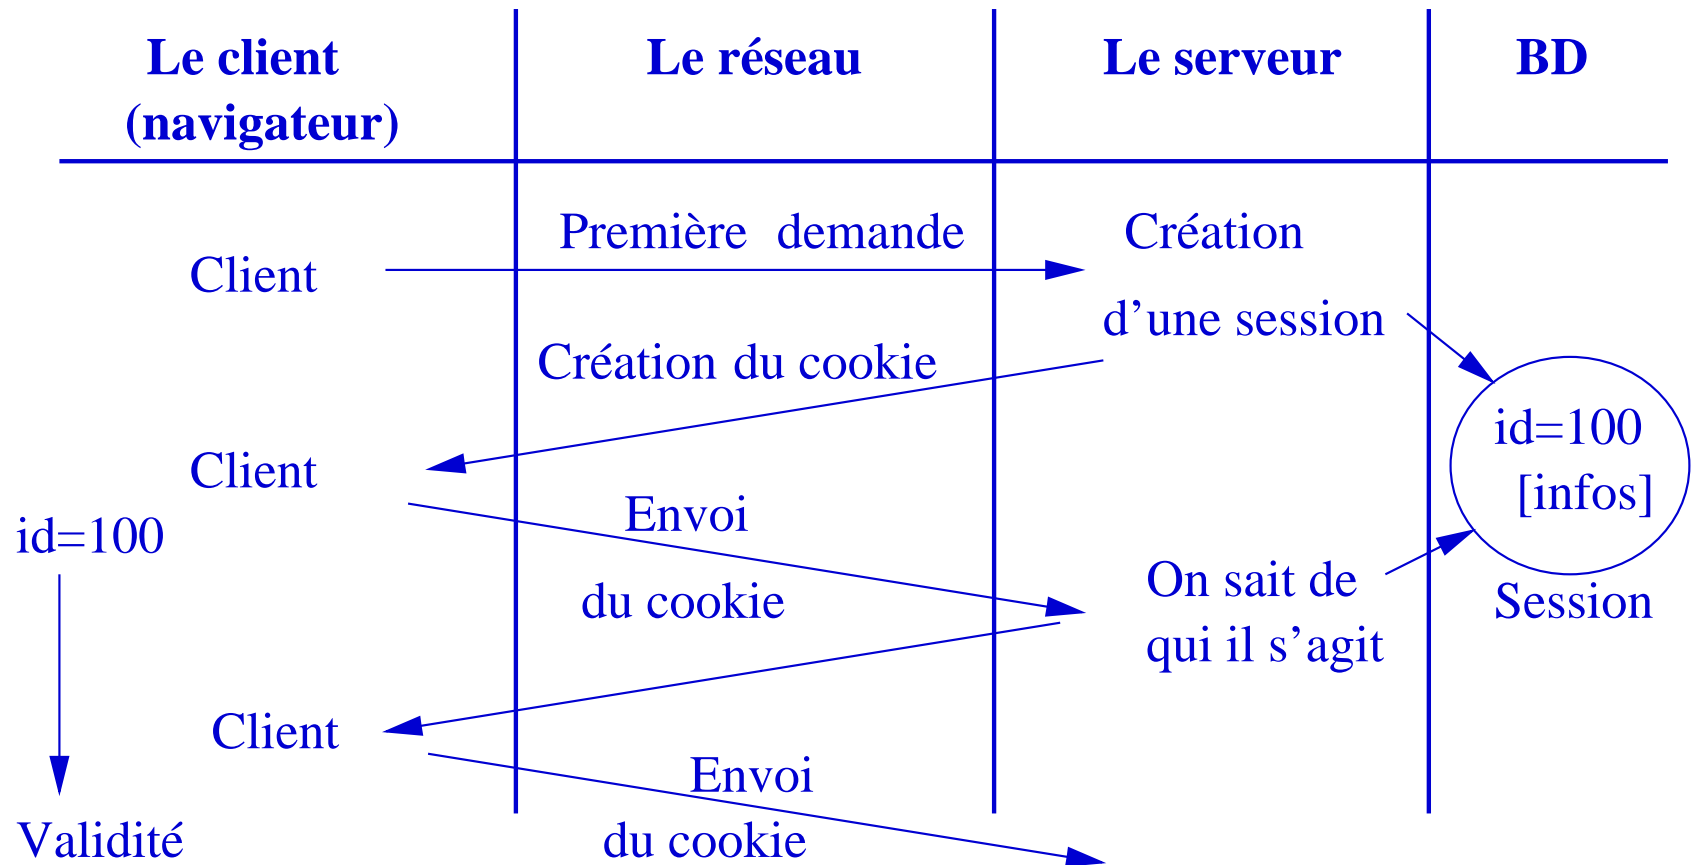 Le client
(navigateur)
Le réseau
Le serveur
BD
Première demande
Création
d'une session
Client
Création du cookie
id=100
[infos]
Session
Client
id=100
Envoi
du cookie
On sait de
qui il s'agit
Client
Envoi
du cookie
Validité